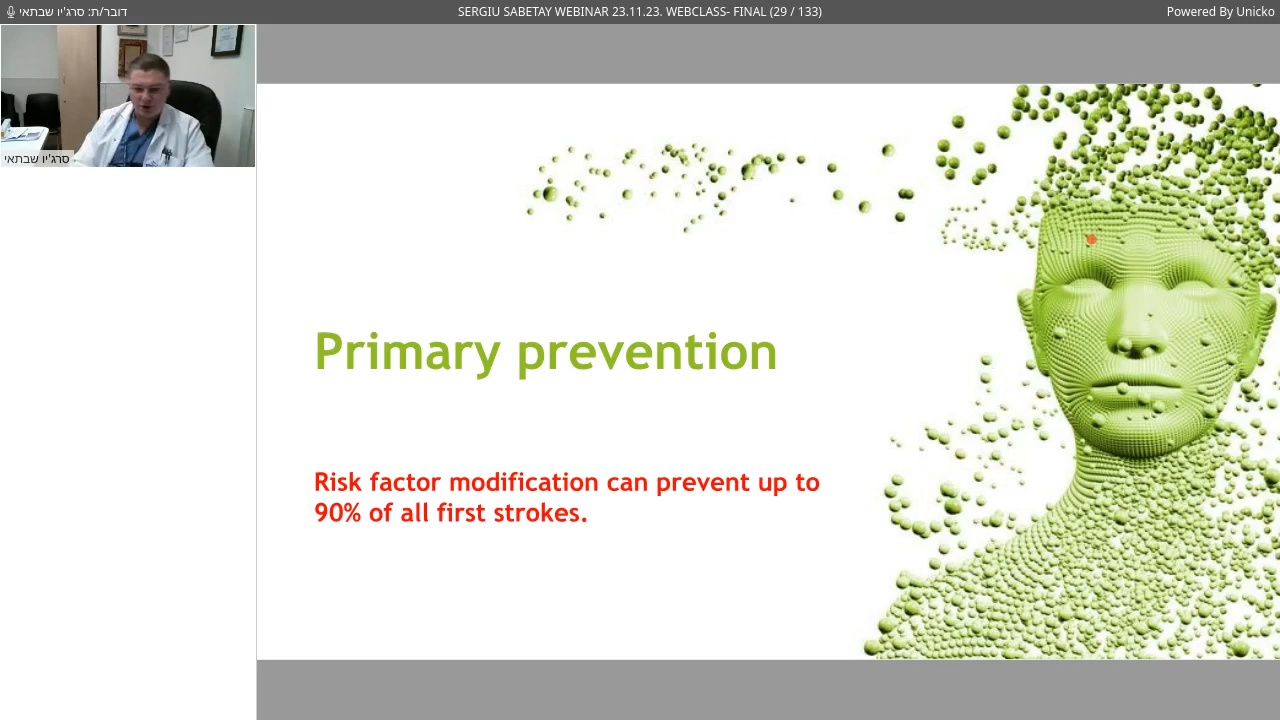 דובר/ת: סרג'יו שבתאי
SERGIU SABETAY WEBINAR 23.11.23. WEBCLASS- FINAL (29 / 133)
Powered By Unicko
סרג'יו שבתאי
Primary prevention
Risk factor modification can prevent up to
90% of all first strokes.